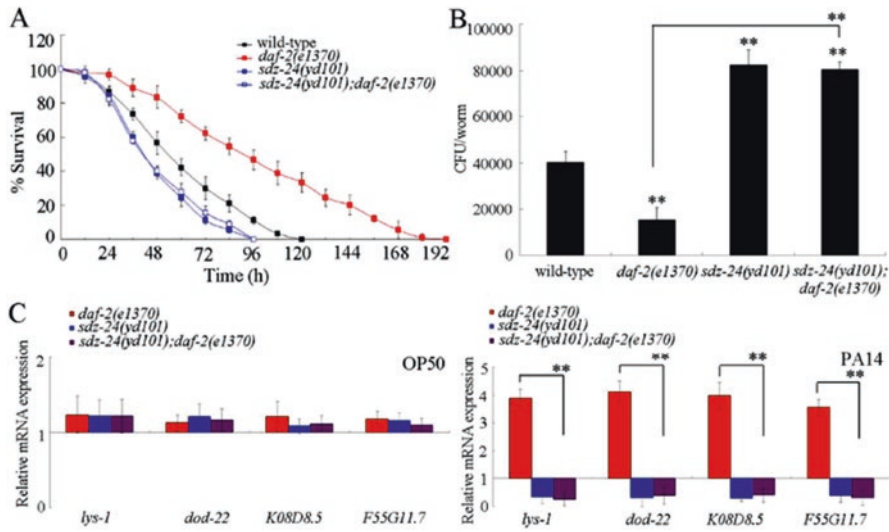 A
120
100
80
60
40
20
0
% Survival
0 24 48 72 96 120 144 168 192
Time (h)
wild-type
daf-2(e1370)
sdz-24(yd101)
sdz-24(yd101);daf-2(e1370)
B
100000
80000
60000
40000
20000
0
CFU/worm
**
**
**
**
wild-type daf-2(e1370) sdz-24(yd101) sdz-24(yd101);
daf-2(e1370)
C
daf-2(e1370)
sdz-24(yd101)
sdz-24(yd101);daf-2(e1370)
OP50
Relative mRNA expression
2
1
0
lys-1 dod-22 K08D8.5 F55G11.7
daf-2(e1370)
sdz-24(yd101)
sdz-24(yd101);daf-2(e1370)
PA14
Relative mRNA expression
5
4
3
2
1
0
** ** ** **
lys-1 dod-22 K08D8.5 F55G11.7